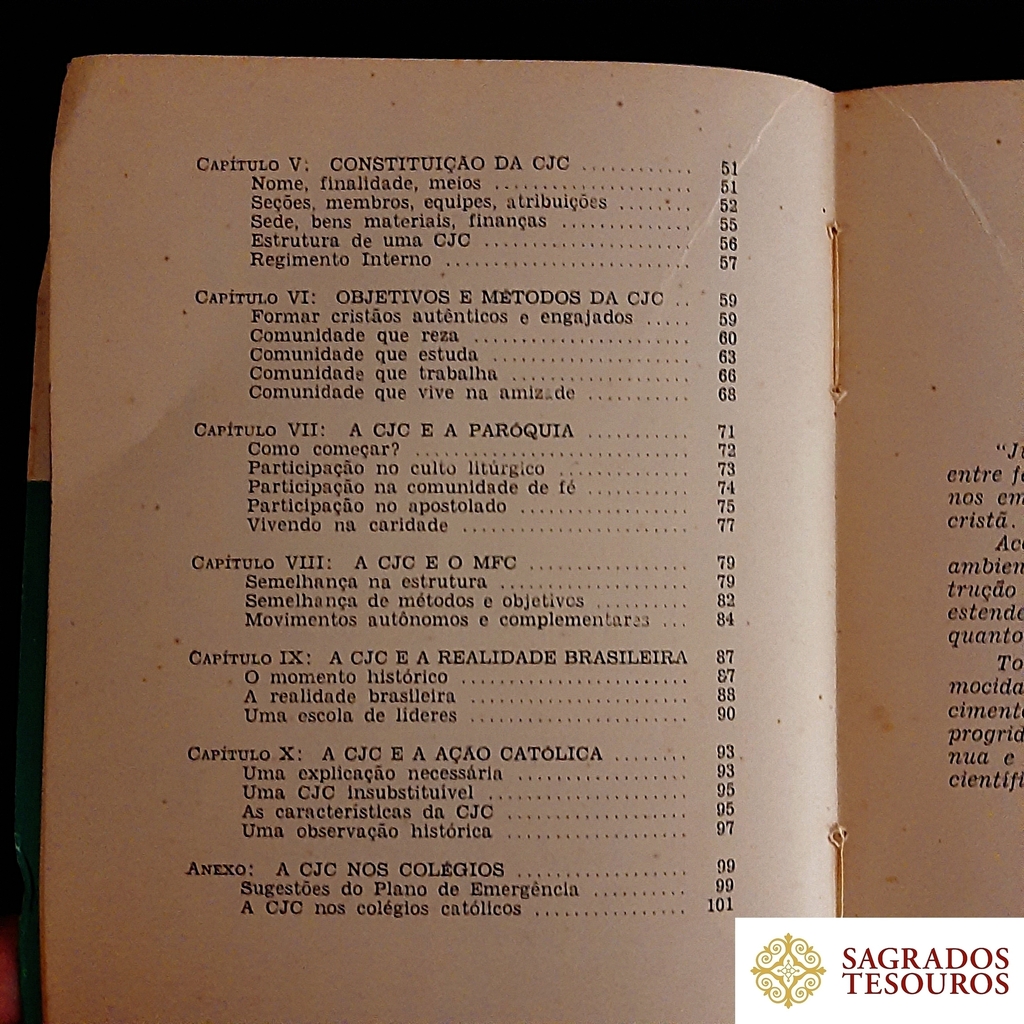 CAPÍTULO V: CONSTITUIÇÃO DA CJC ............ 51
Nome, finalidade, meios ...................... 51
Seções, membros, equipes, atribuições ........ 52
Sede, bens materiais, finanças .............. 55
Estrutura de uma CJC ....................... 56
Regimento Interno ........................... 57
CAPÍTULO VI: OBJETIVOS E MÉTODOS DA CJC .. 59
Formar cristãos autênticos e engajados ..... 59
Comunidade que reza ........................ 60
Comunidade que estuda ...................... 63
Comunidade que trabalha .................... 66
Comunidade que vive na amizade ........... 68
CAPÍTULO VII: A CJC E A PARÓQUIA ........... 71
Como começar? .............................. 72
Participação no culto litúrgico .............. 73
Participação na comunidade de fé ........... 74
Participação no apostolado .................. 75
Vivendo na caridade ........................ 77
CAPÍTULO VIII: A CJC E O MFC ................. 79
Semelhança na estrutura .................... 79
Semelhança de métodos e objetivos .......... 82
Movimentos autônomos e complementares ... 84
CAPÍTULO IX: A CJC E A REALIDADE BRASILEIRA 87
O momento histórico ........................ 87
A realidade brasileira ....................... 88
Uma escola de líderes ....................... 90
CAPÍTULO X: A CJC E A AÇÃO CATÓLICA ........ 93
Uma explicação necessária .................. 93
Uma CJC insubstituível ..................... 95
As características da CJC .................... 95
Uma observação histórica ................... 97
ANEXO: A CJC NOS COLÉGIOS .................. 99
Sugestões do Plano de Emergência .......... 99
A CJC nos colégios católicos ................ 101
entre
nos
cristã.
estende
quanto
nua e
SAGRADOS
TESOUROS